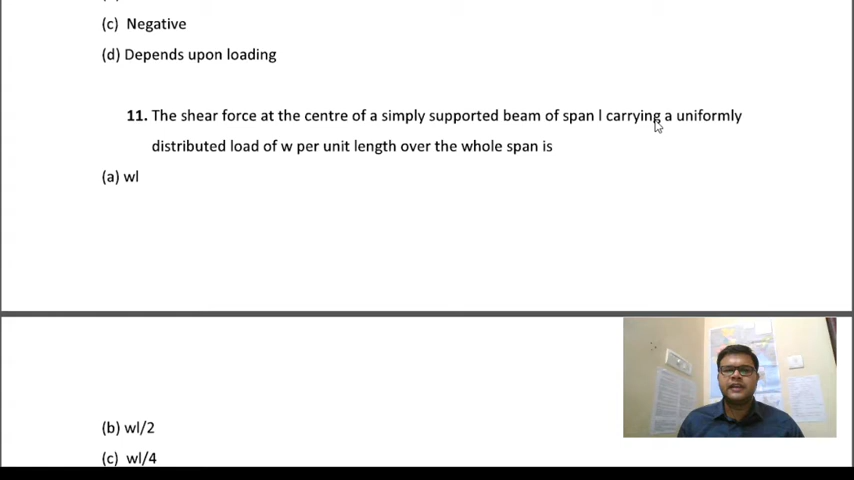 (c) Negative
(d) Depends upon loading
11. The shear force at the centre of a simply supported beam of span l carrying a uniformly
distributed load of w per unit length over the whole span is
(a) wl
(b) wl/2
(c) wl/4